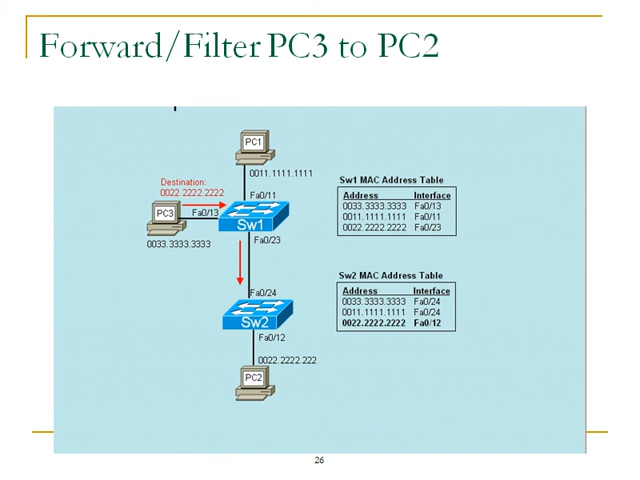 Forward/Filter PC3 to PC2
PC1
0011.1111.1111
Destination:
0022.2222.2222
Fa0/11
PC3
Fa0/13
Sw1
0033.3333.3333
Fa0/23
Fa0/24
Sw2
Fa0/12
0022.2222.222
PC2
Sw1 MAC Address Table
Address Interface
0033.3333.3333 Fa0/13
0011.1111.1111 Fa0/11
0022.2222.2222 Fa0/23
Sw2 MAC Address Table
Address Interface
0033.3333.3333 Fa0/24
0011.1111.1111 Fa0/24
0022.2222.2222 Fa0/12
26